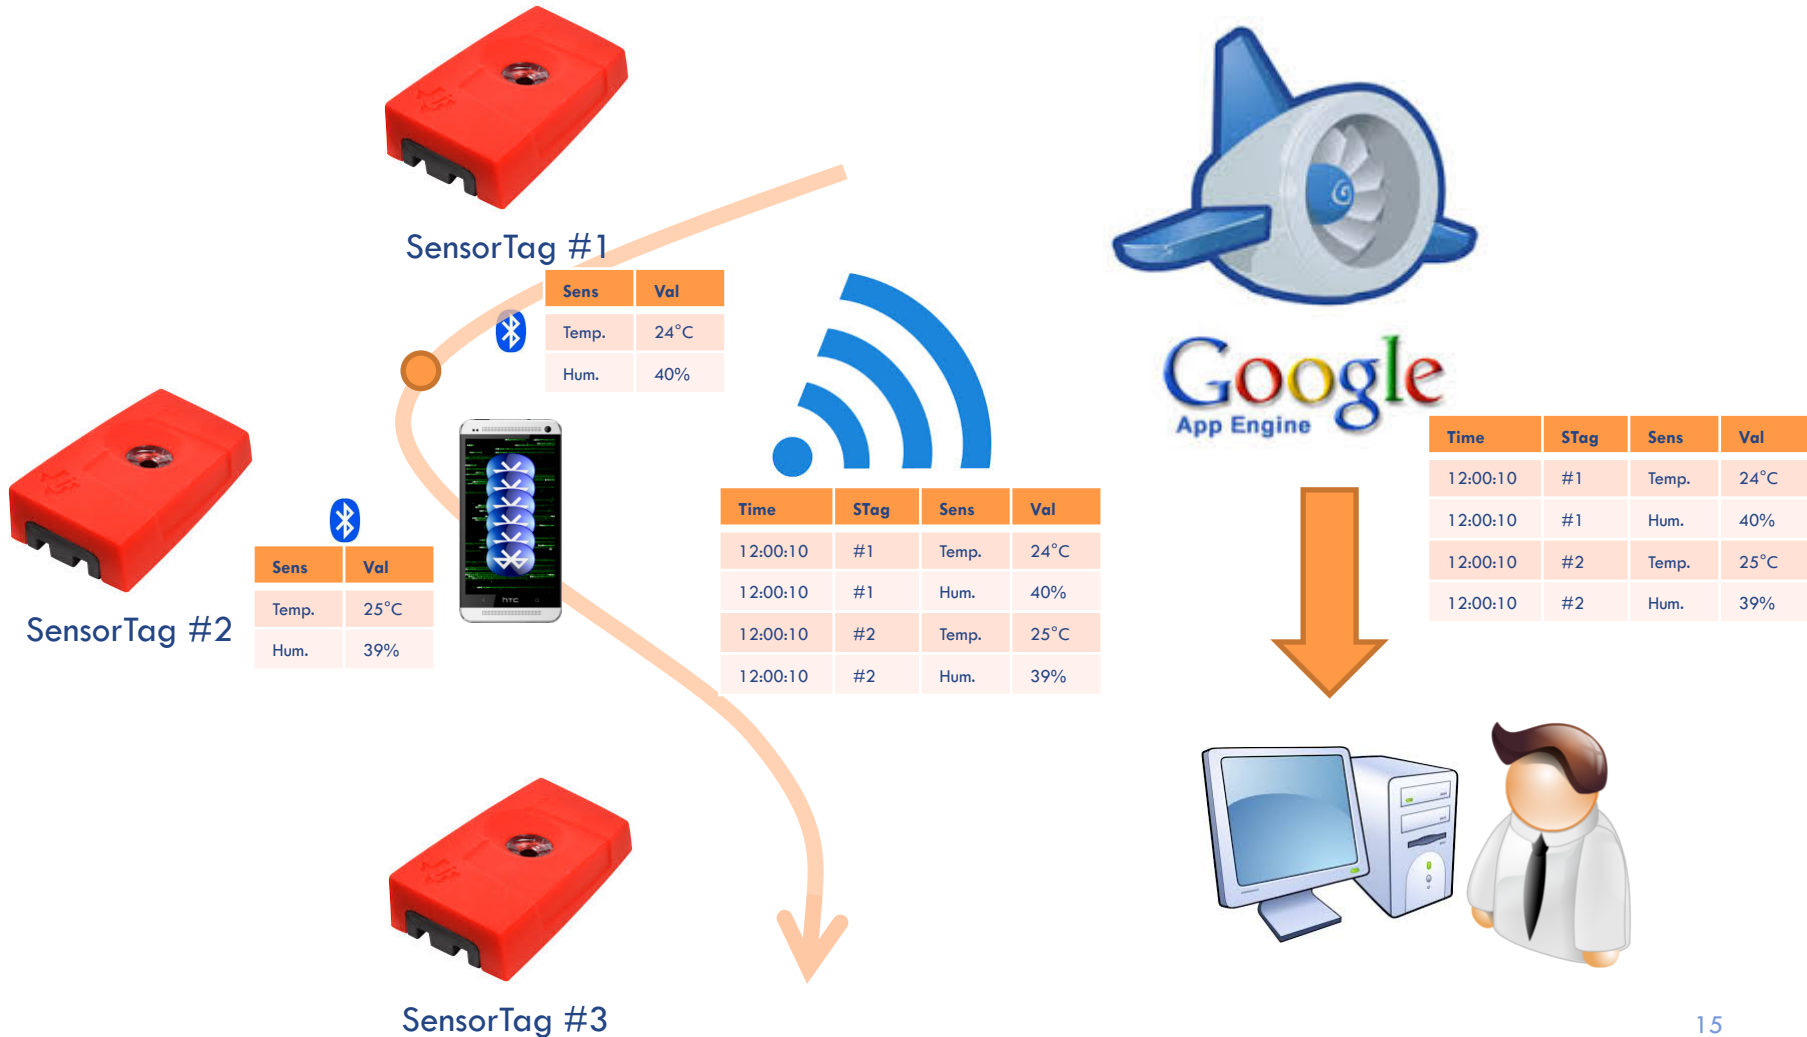 SensorTag #1
Sens Val
Temp. 24°C
Hum. 40%
SensorTag #2
Sens Val
Temp. 25°C
Hum. 39%
hTC
Time STag Sens Val
12:00:10 #1 Temp. 24°C
12:00:10 #1 Hum. 40%
12:00:10 #2 Temp. 25°C
12:00:10 #2 Hum. 39%
SensorTag #3
Google
App Engine
Time STag Sens Val
12:00:10 #1 Temp. 24°C
12:00:10 #1 Hum. 40%
12:00:10 #2 Temp. 25°C
12:00:10 #2 Hum. 39%
15